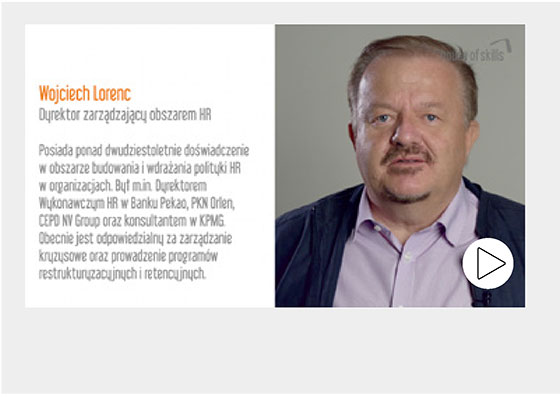 Wojciech Lorenc
Dyrektor zarządzający obszarem HR
Posiada ponad dwudziestoletnie doświadczenie
w obszarze budowania i wdrażania polityki HR
w organizacjach. Był m.in. Dyrektorem
Wykonawczym HR w Banku Pekao, PKN Orlen,
CEPD NV Group oraz konsultantem w KPMG.
Obecnie jest odpowiedzialny za zarządzanie
kryzysowe oraz prowadzenie programów
restrukturyzacyjnych i retencyjnych.
of skills